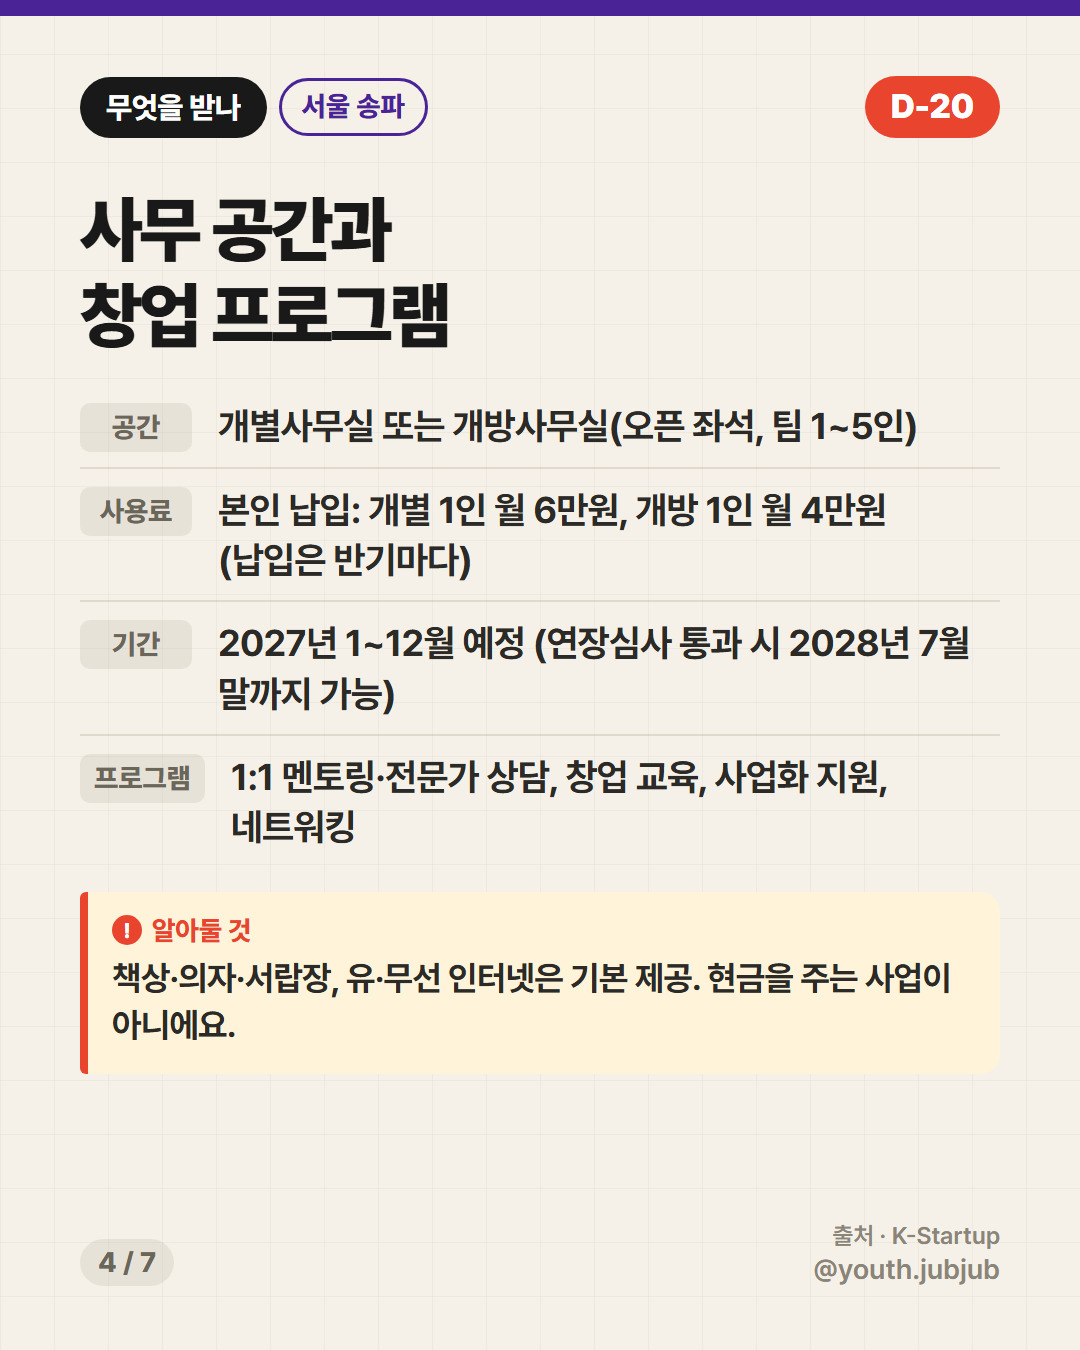 무엇을 받나
서울 송파
D-20
사무 공간과
창업 프로그램
공간
개별사무실 또는 개방사무실(오픈 좌석, 팀 1~5인)
사용료
본인 납입: 개별 1인 월 6만원, 개방 1인 월 4만원
(납입은 반기마다)
기간
2027년 1~12월 예정 (연장심사 통과 시 2028년 7월
말까지 가능)
프로그램
1:1 멘토링·전문가 상담, 창업 교육, 사업화 지원,
네트워킹
! 알아둘 것
책상·의자·서랍장, 유·무선 인터넷은 기본 제공. 현금을 주는 사업이
아니에요.
4 / 7
출처 · K-Startup
@youth.jubjub